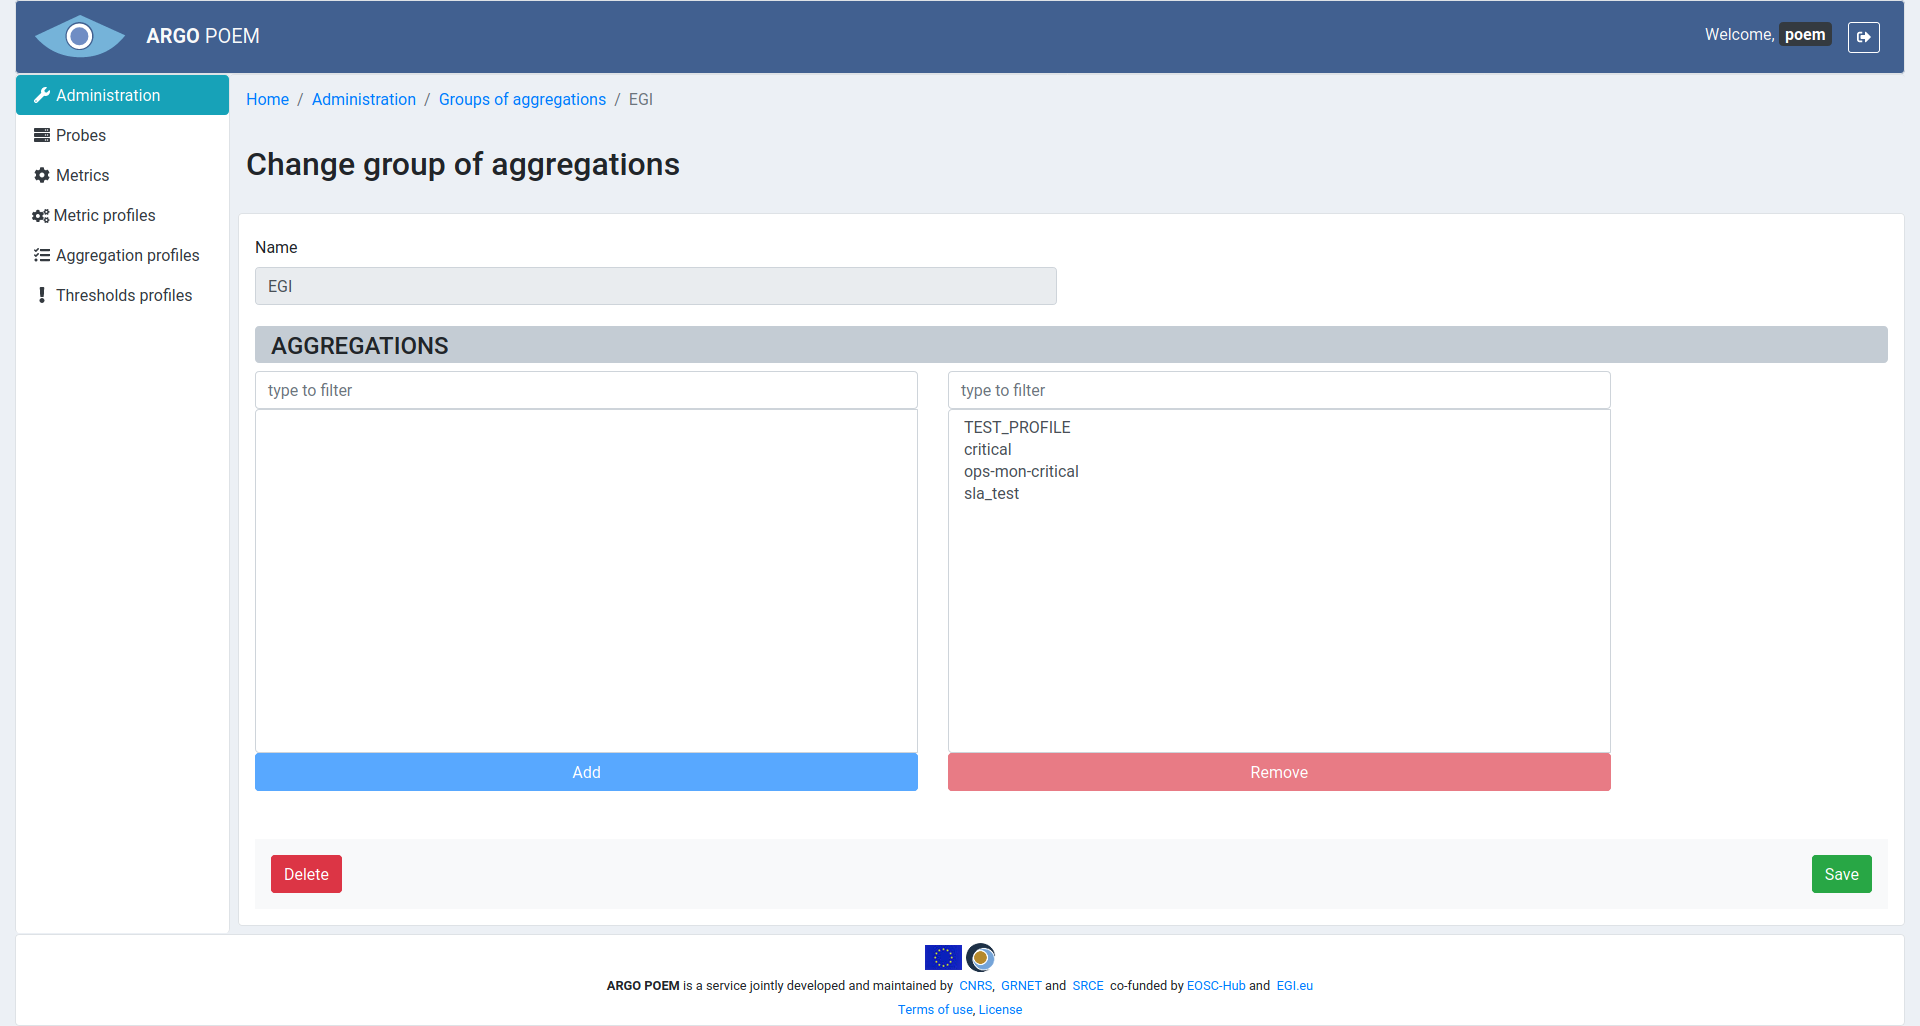 ARGO POEM
Welcome, poem
Administration
Probes
Metrics
Metric profiles
Aggregation profiles
Thresholds profiles
Home / Administration / Groups of aggregations / EGI
Change group of aggregations
Name
EGI
AGGREGATIONS
type to filter
type to filter
TEST_PROFILE
critical
ops-mon-critical
sla_test
Add
Remove
Delete
Save
ARGO POEM is a service jointly developed and maintained by CNRS, GRNET and SRCE co-funded by EOSC-Hub and EGI.eu
Terms of use, License